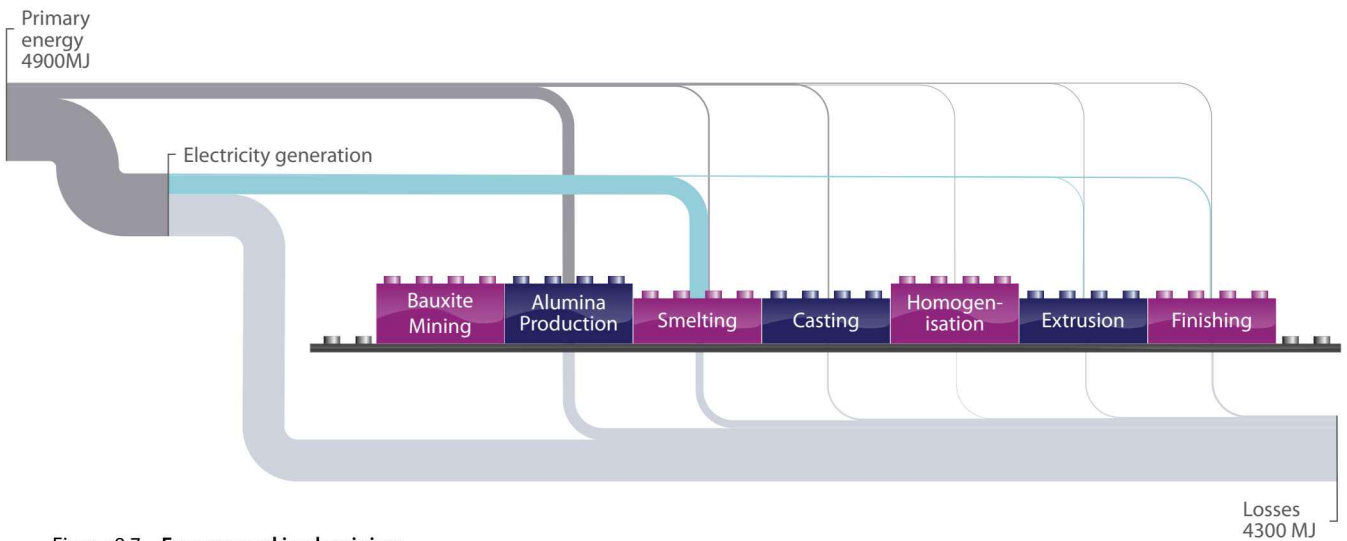 Primary
energy
4900MJ
Electricity generation
Bauxite
Mining
Alumina
Production
Smelting
Casting
Homogen-
isation
Extrusion
Finishing
Losses
4300 MJ